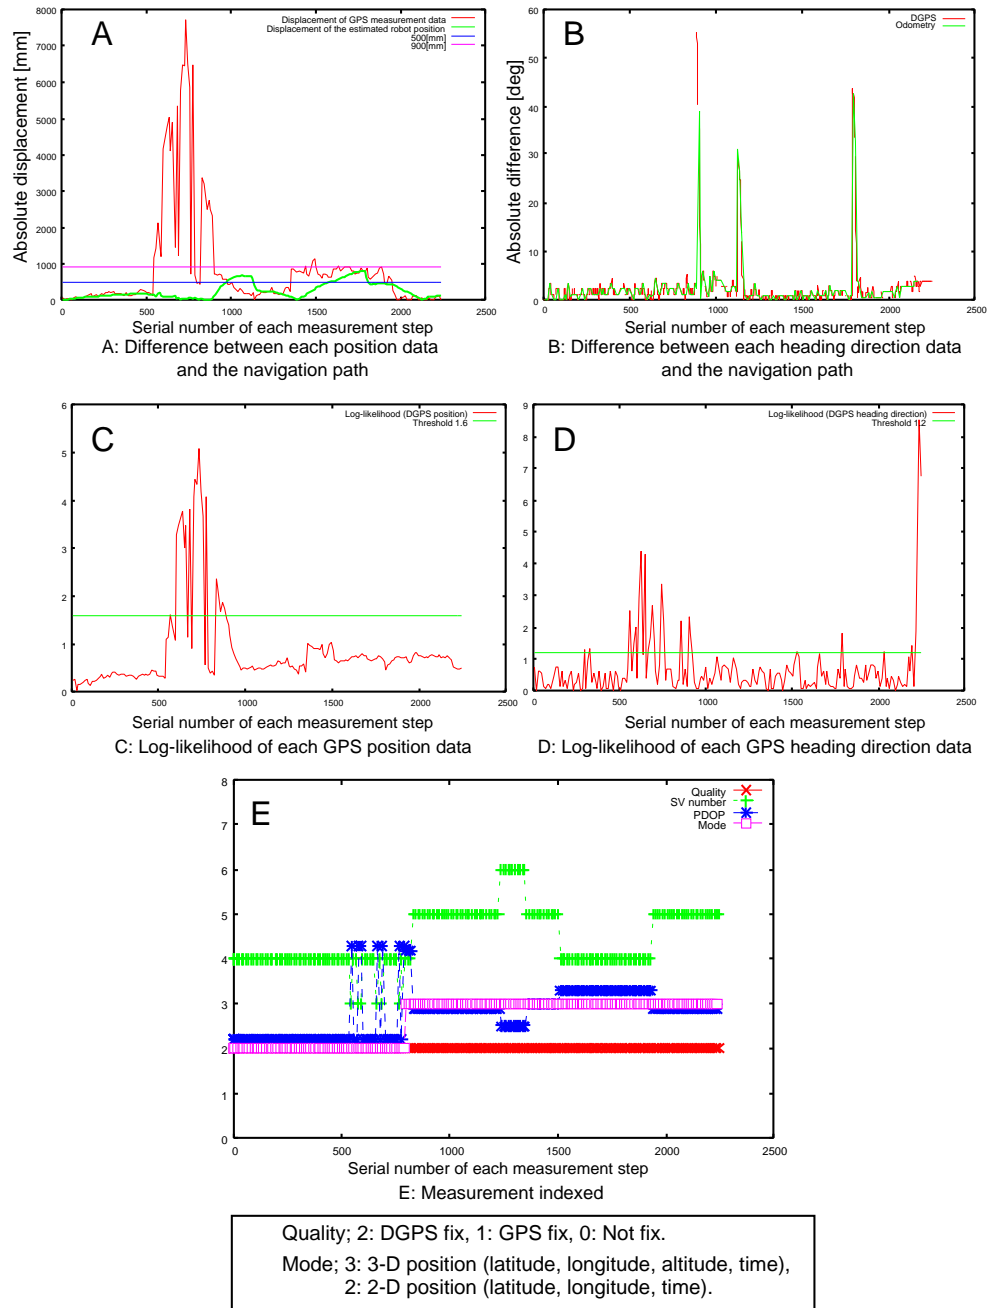 A
Displacement of GPS measurement data
Displacement of the estimated robot position
500[mm]
900[mm]
Absolute displacement [mm]
8000
7000
6000
5000
4000
3000
2000
1000
0
0 500 1000 1500 2000 2500
Serial number of each measurement step
A: Difference between each position data
and the navigation path
B
DGPS
Odometry
Absolute difference [deg]
60
50
40
30
20
10
0
0 500 1000 1500 2000 2500
Serial number of each measurement step
B: Difference between each heading direction data
and the navigation path
C
Log-likelihood (DGPS position)
Threshold 1.6
6
5
4
3
2
1
0
0 500 1000 1500 2000 2500
Serial number of each measurement step
C: Log-likelihood of each GPS position data
D
Log-likelihood (DGPS heading direction)
Threshold 1.2
9
8
7
6
5
4
3
2
1
0
0 500 1000 1500 2000 2500
Serial number of each measurement step
D: Log-likelihood of each GPS heading direction data
E
Quality
SV number
PDOP
Mode
8
7
6
5
4
3
2
1
0
0 500 1000 1500 2000 2500
Serial number of each measurement step
E: Measurement indexed
Quality; 2: DGPS fix, 1: GPS fix, 0: Not fix.
Mode; 3: 3-D position (latitude, longitude, altitude, time),
2: 2-D position (latitude, longitude, time).